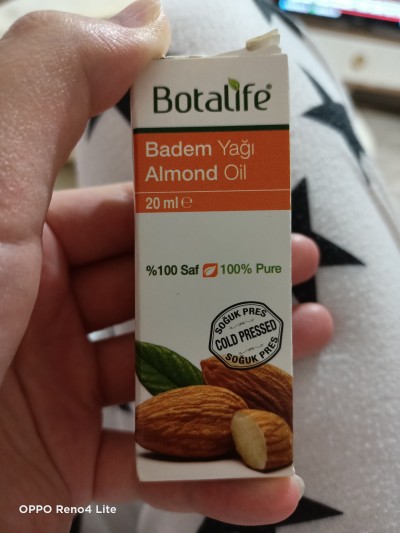 Botalife®
Badem Yağı
Almond Oil
20 ml ℮
%100 Saf 100% Pure
SOĞUK PRES
COLD PRESSED
SOĞUK PRES
OPPO Reno4 Lite